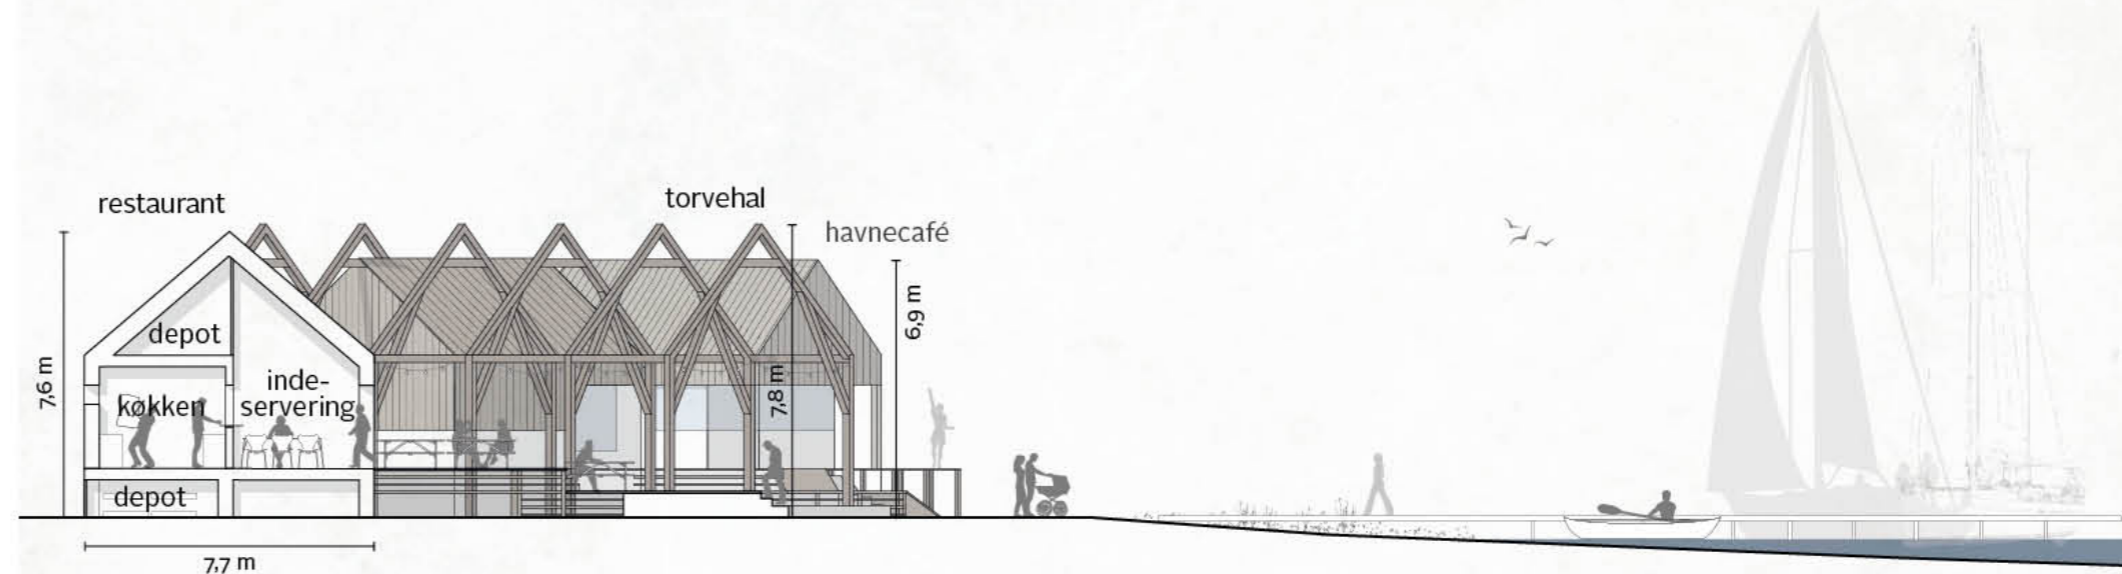 restaurant
torvehal
havnecafé
depot
inde-
køkken servering
depot
7,6 m
7,8 m
6,9 m
7,7 m